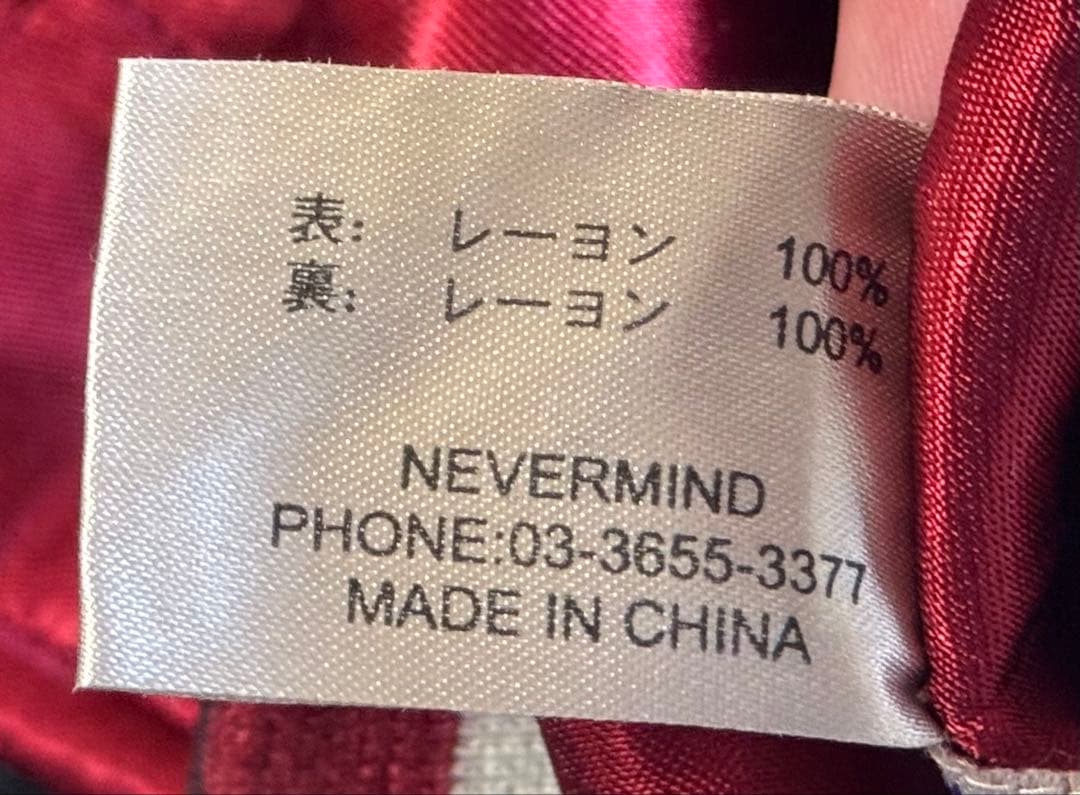 表: レーヨン 100%
裏: レーヨン 100%
NEVERMIND
PHONE:03-3655-3377
MADE IN CHINA